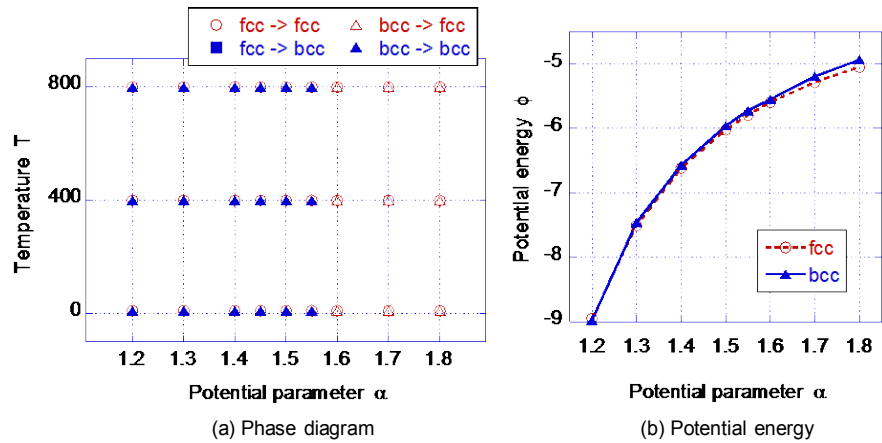 fcc -> fcc bcc -> fcc
fcc -> bcc bcc -> bcc
800
400
0
Temperature T
1.2 1.3 1.4 1.5 1.6 1.7 1.8
Potential parameter α
(a) Phase diagram
-5
-6
-7
-8
-9
Potential energy ϕ
fcc
bcc
1.2 1.3 1.4 1.5 1.6 1.7 1.8
Potential parameter α
(b) Potential energy